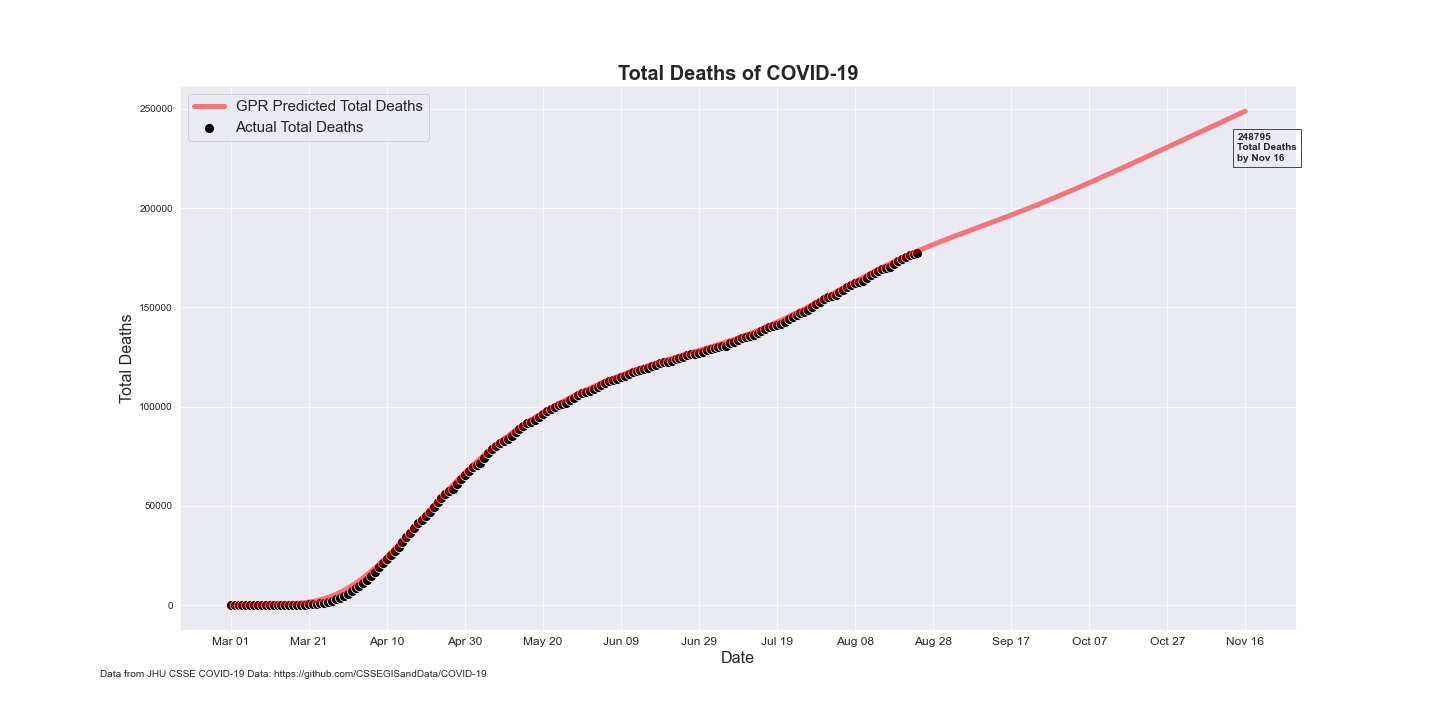 Total Deaths of COVID-19
GPR Predicted Total Deaths
Actual Total Deaths
250000
200000
150000
100000
50000
0
Total Deaths
248795
Total Deaths
by Nov 16
Mar 01 Mar 21 Apr 10 Apr 30 May 20 Jun 09 Jun 29 Jul 19 Aug 08 Aug 28 Sep 17 Oct 07 Oct 27 Nov 16
Date
Data from JHU CSSE COVID-19 Data: https://github.com/CSSEGISandData/COVID-19